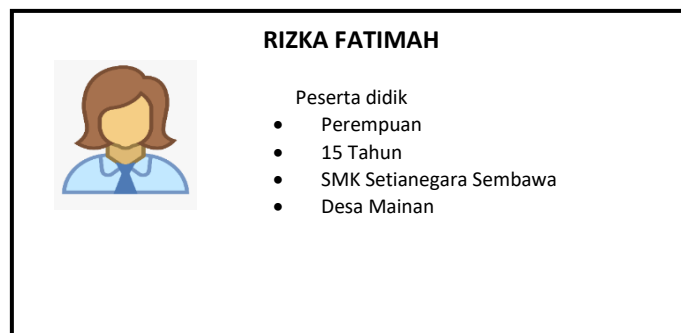 RIZKA FATIMAH
Peserta didik
• Perempuan
• 15 Tahun
• SMK Setianegara Sembawa
• Desa Mainan